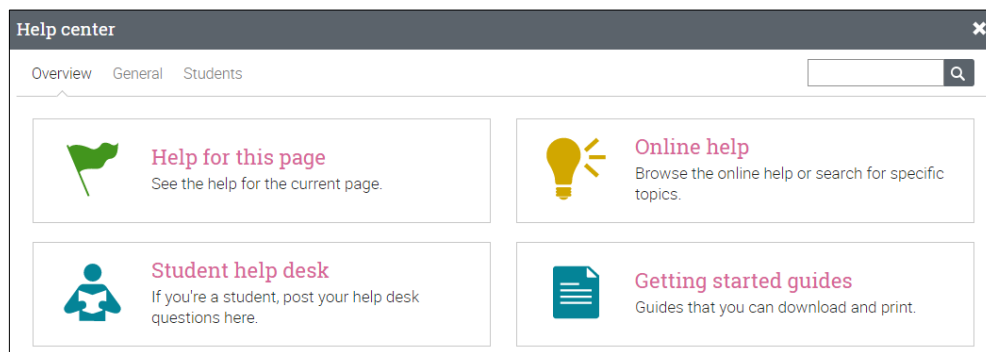 Help center
Overview General Students
Help for this page
See the help for the current page.
Online help
Browse the online help or search for specific
topics.
Student help desk
If you're a student, post your help desk
questions here.
Getting started guides
Guides that you can download and print.